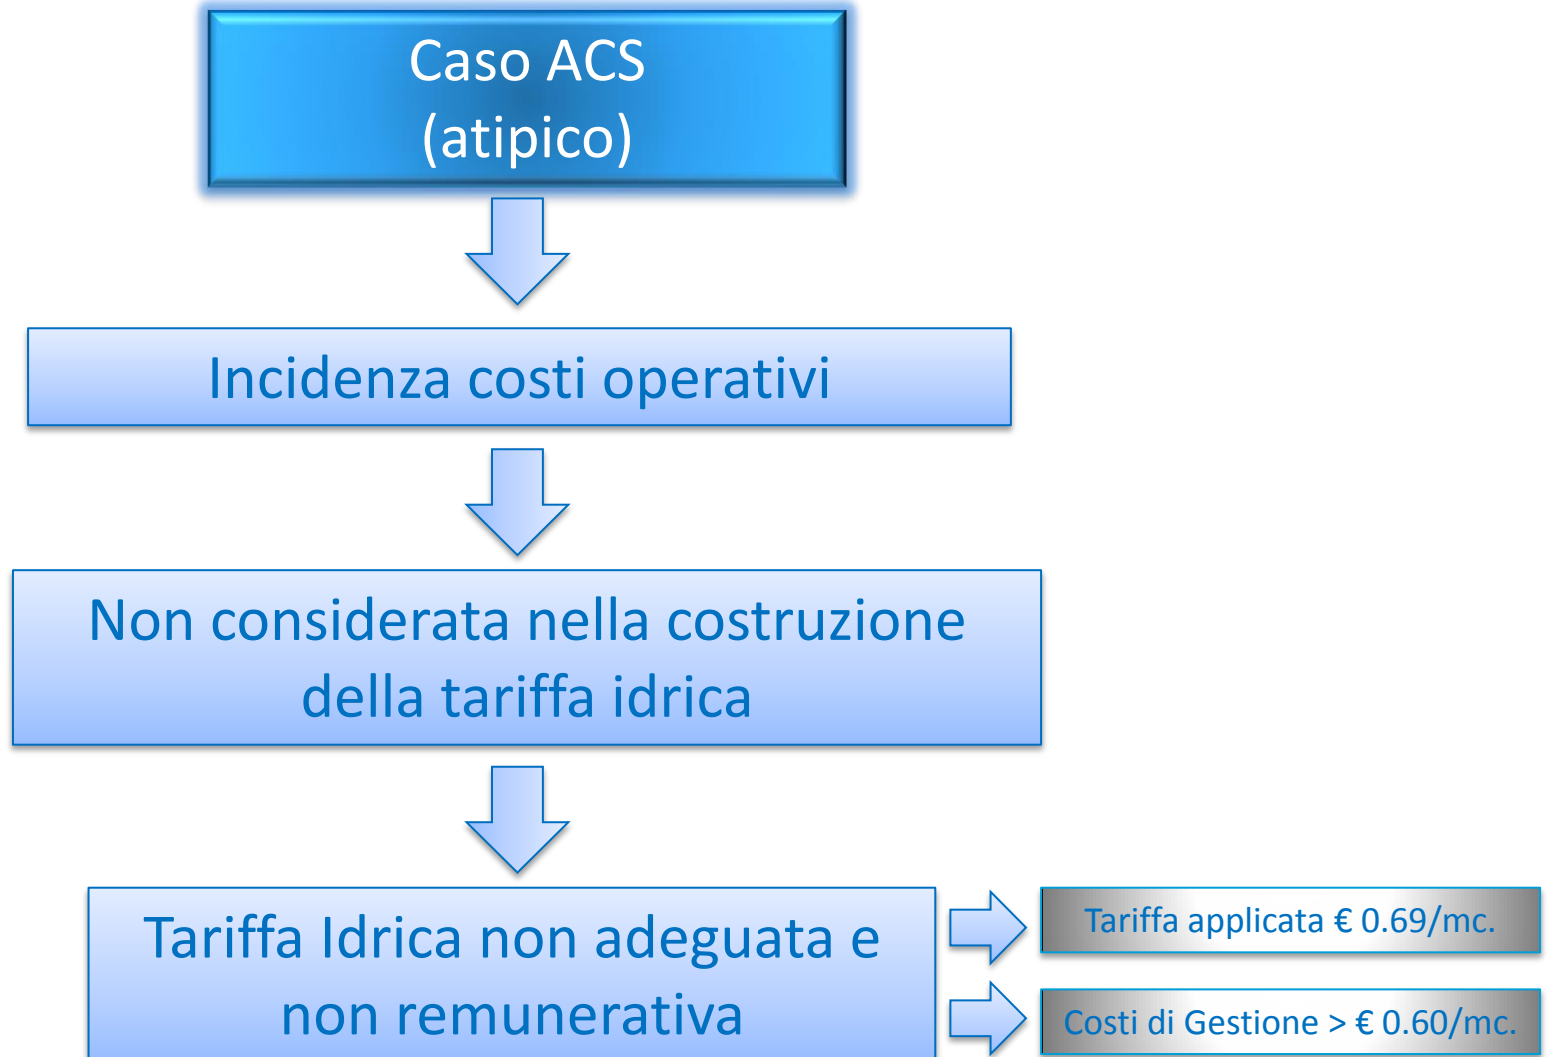 Caso ACS
(atipico)
Incidenza costi operativi
Non considerata nella costruzione
della tariffa idrica
Tariffa Idrica non adeguata e
non remunerativa
Tariffa applicata € 0.69/mc.
Costi di Gestione > € 0.60/mc.